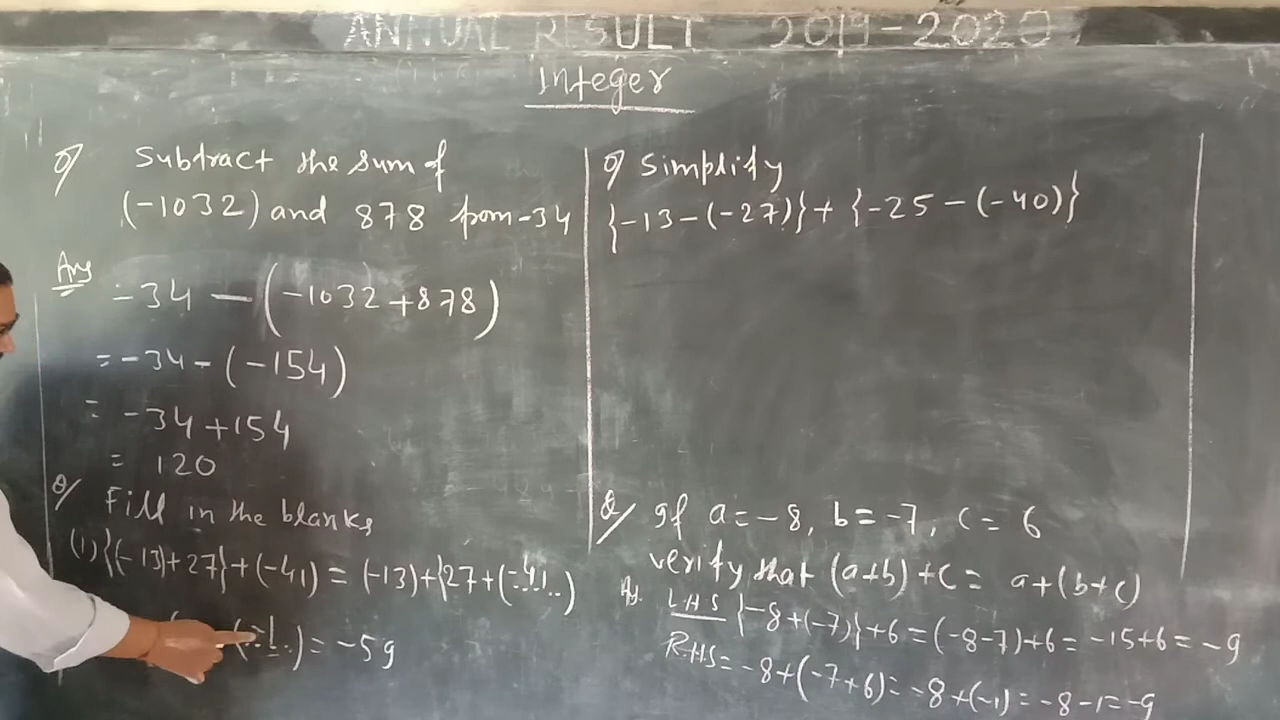 ANNUAL RESULT 2019-2020
Integer
Q/ Subtract the sum of
(-1032) and 878 from -34
Ans
-34 - (-1032+878)
= -34 - (-154)
= -34+154
= 120
Q/ Fill in the blanks
(1) {(-13)+27}+(-41) = (-13)+{27+(-41...)
(-1..) = -59
Q/ Simplify
{-13-(-27)}+{-25-(-40)}
Q/ If a=-8, b=-7, c=6
verify that (a+b)+c= a+(b+c)
Ans. LHS {-8+(-7)}+6=(-8-7)+6= -15+6= -9
RHS= -8+(-7+6)= -8+(-1)= -8-1= -9